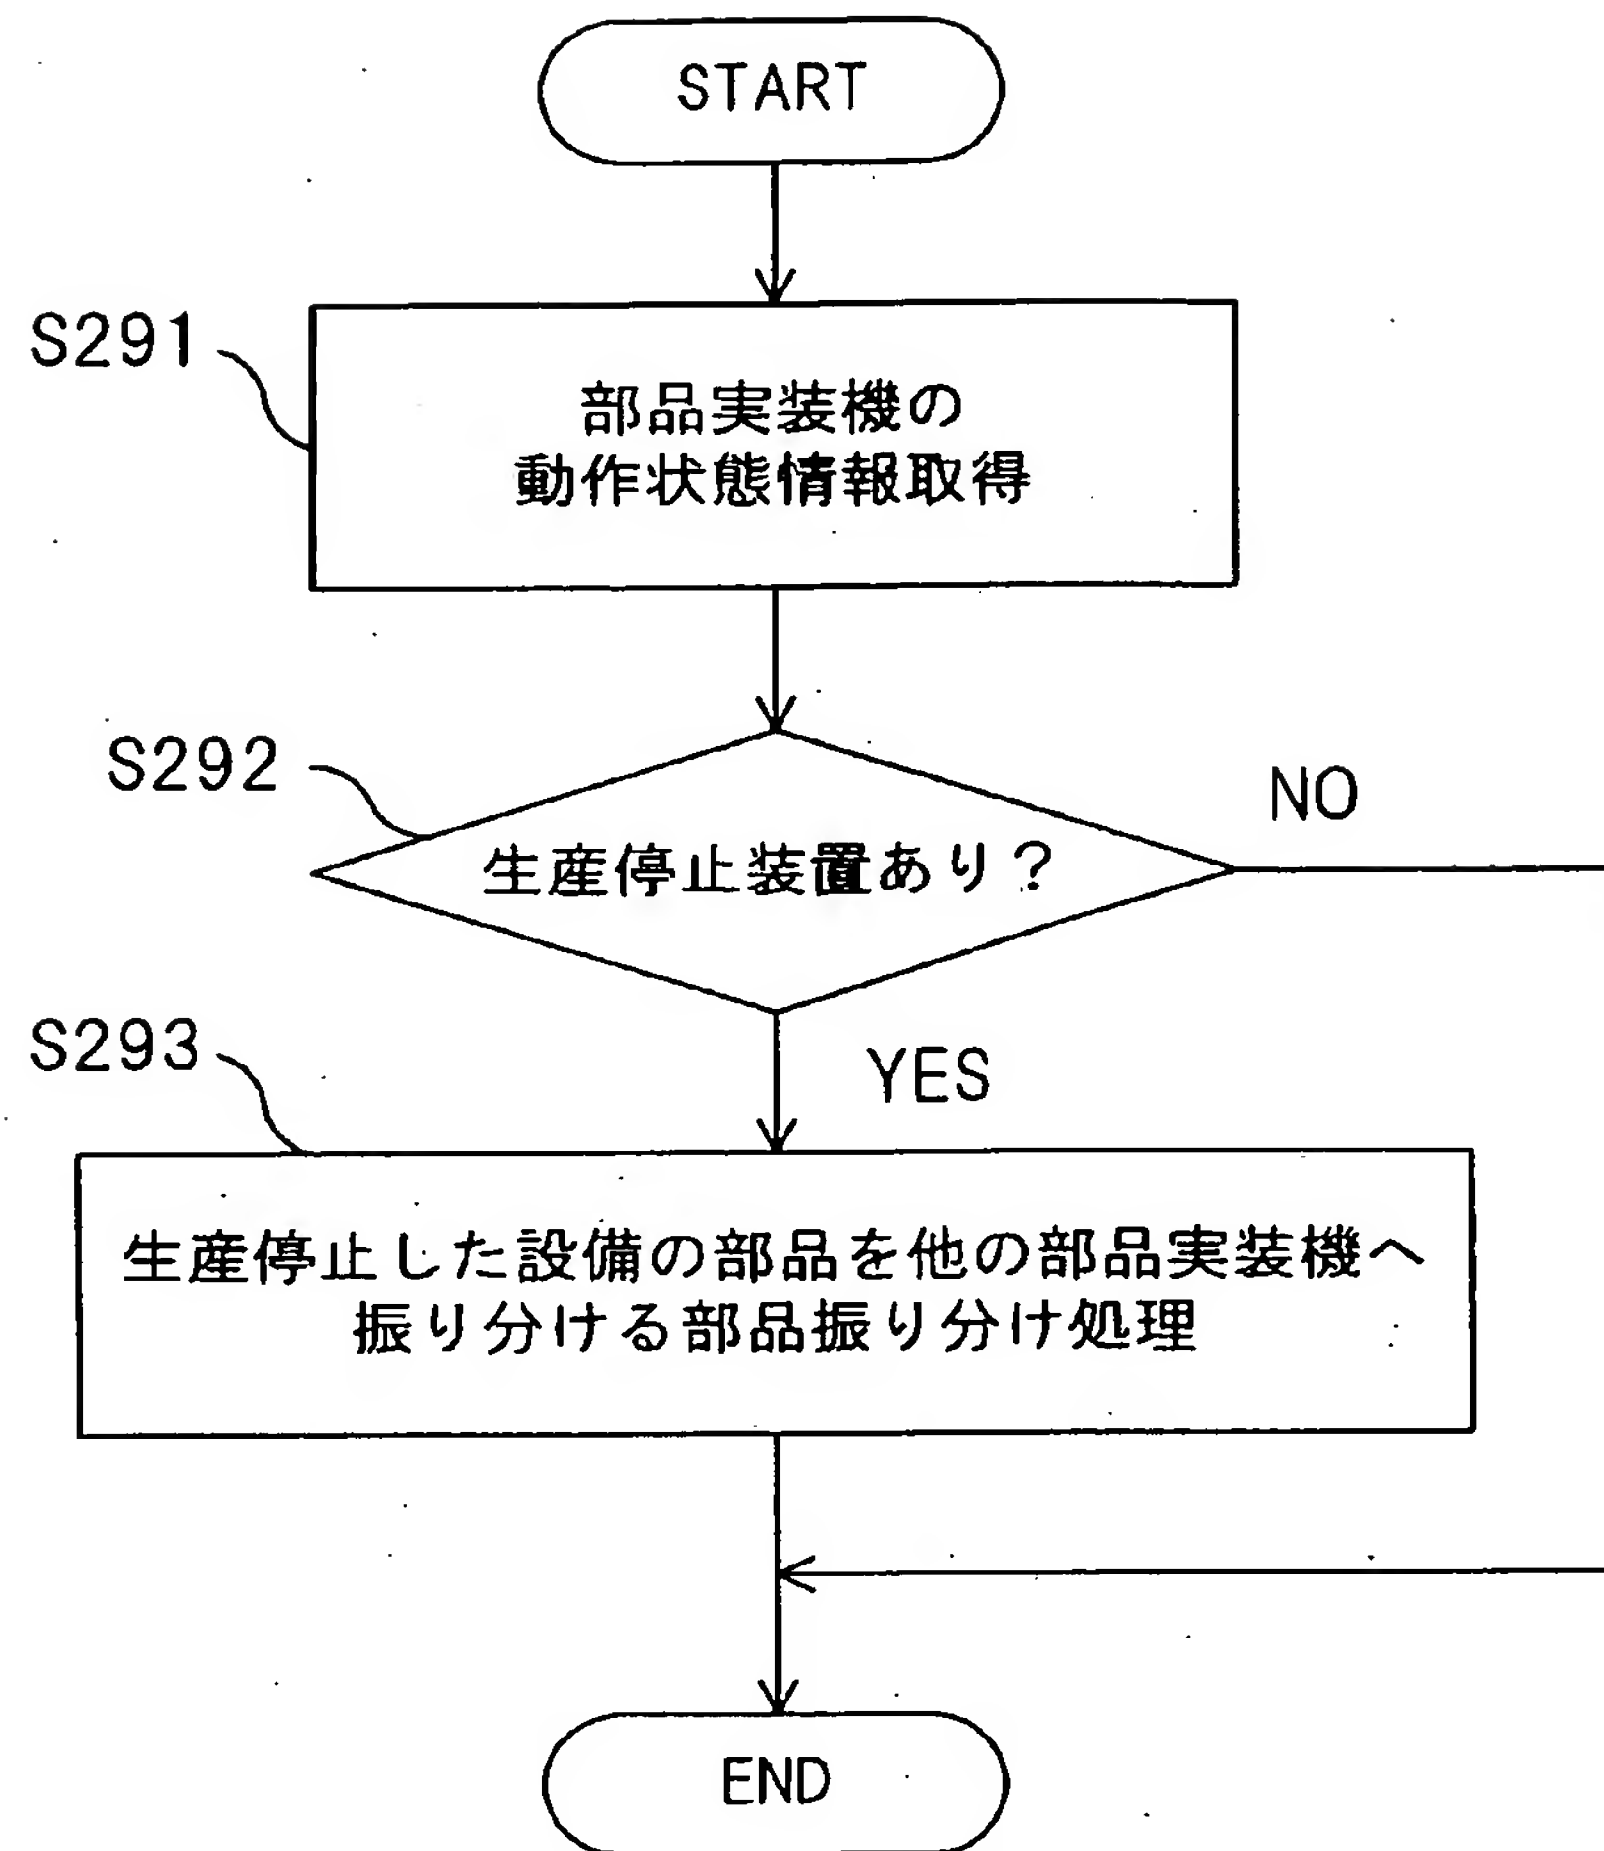 START
S291
部品実装機の
動作状態情報取得
S292
生産停止装置あり？
NO
YES
S293
生産停止した設備の部品を他の部品実装機へ
振り分ける部品振り分け処理
END